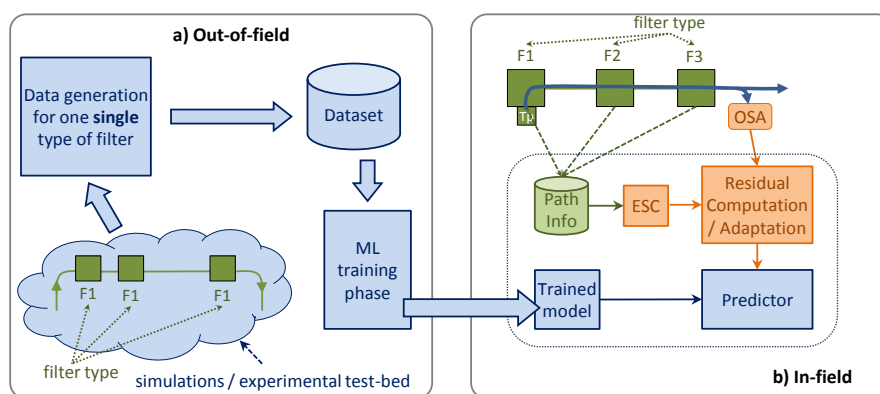 a) Out-of-field
Data generation
for one single
type of filter
Dataset
ML
training
phase
F1
F1
F1
filter type
simulations / experimental test-bed
filter type
F1
F2
F3
Tp
OSA
Path
Info
ESC
Residual
Computation
/ Adaptation
Trained
model
Predictor
b) In-field